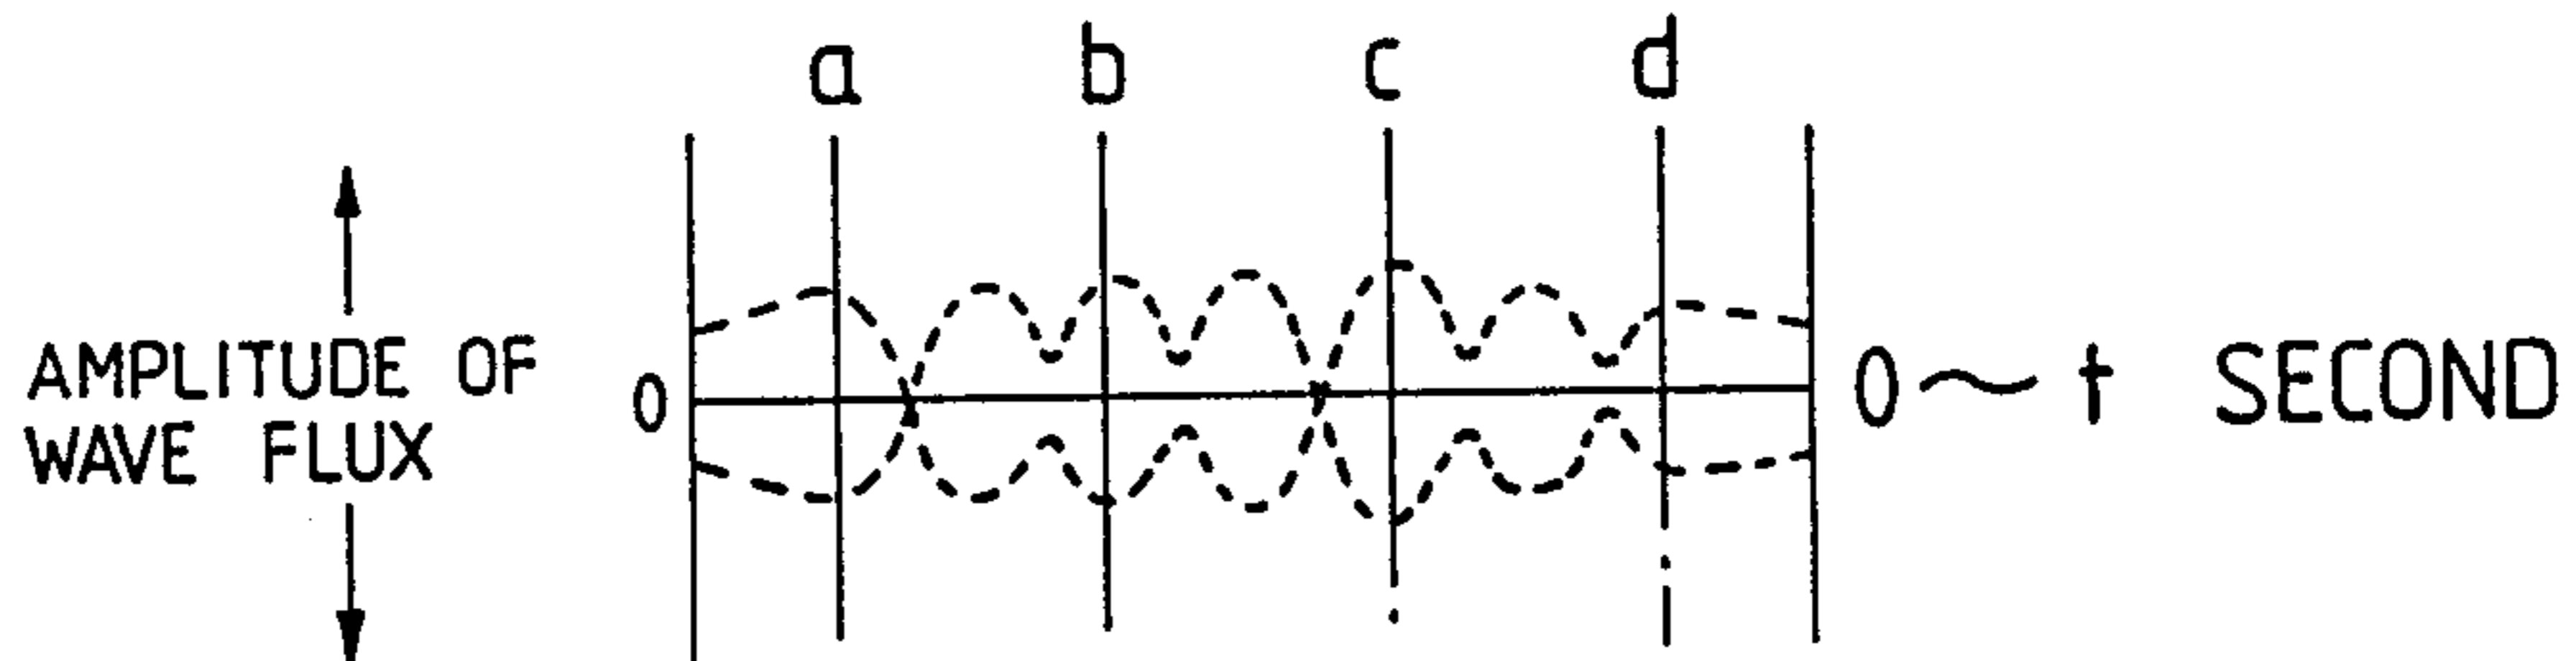 a b c d
AMPLITUDE OF
WAVE FLUX
0
0～t SECOND